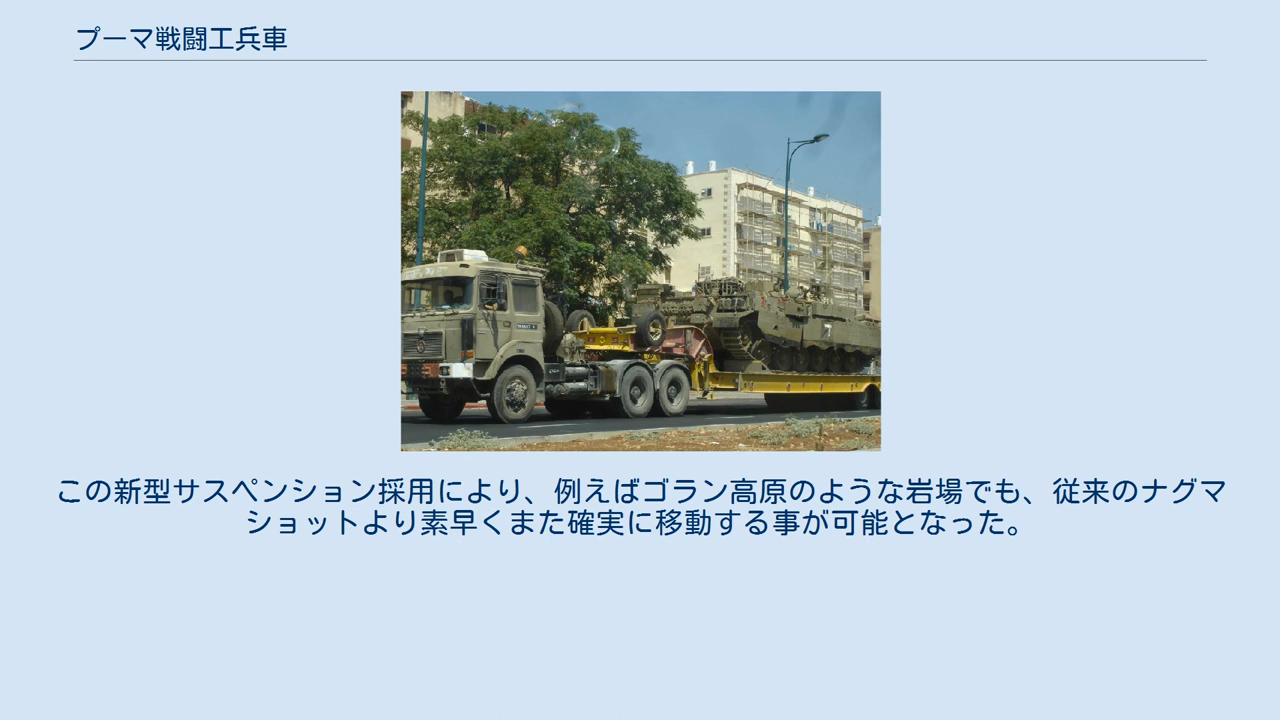 プーマ戦闘工兵車
この新型サスペンション採用により、例えばゴラン高原のような岩場でも、従来のナグマ
ショットより素早くまた確実に移動する事が可能となった。